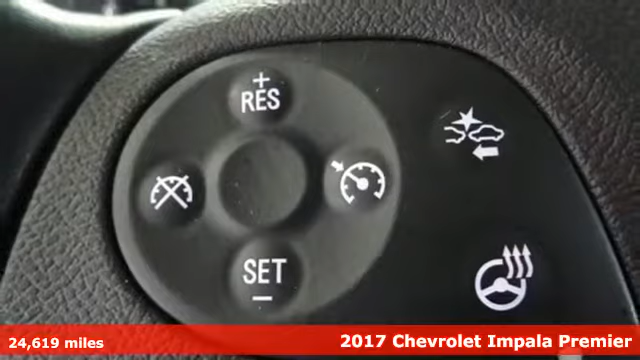 +
RES
SET
−
24,619 miles
2017 Chevrolet Impala Premier